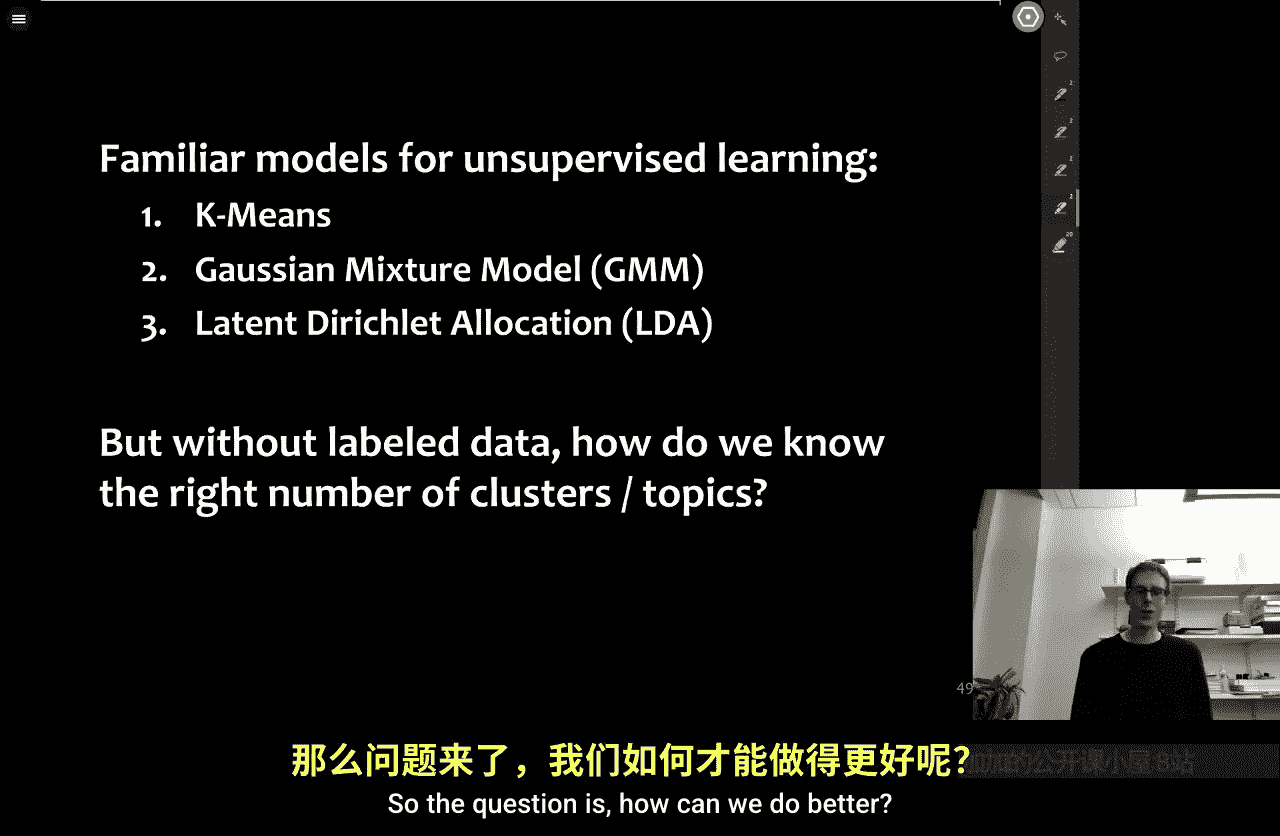 Familiar models for unsupervised learning:
1. K-Means
2. Gaussian Mixture Model (GMM)
3. Latent Dirichlet Allocation (LDA)
But without labeled data, how do we know
the right number of clusters / topics?
49
那么问题来了，我们如何才能做得更好呢？
So the question is, how can we do better?